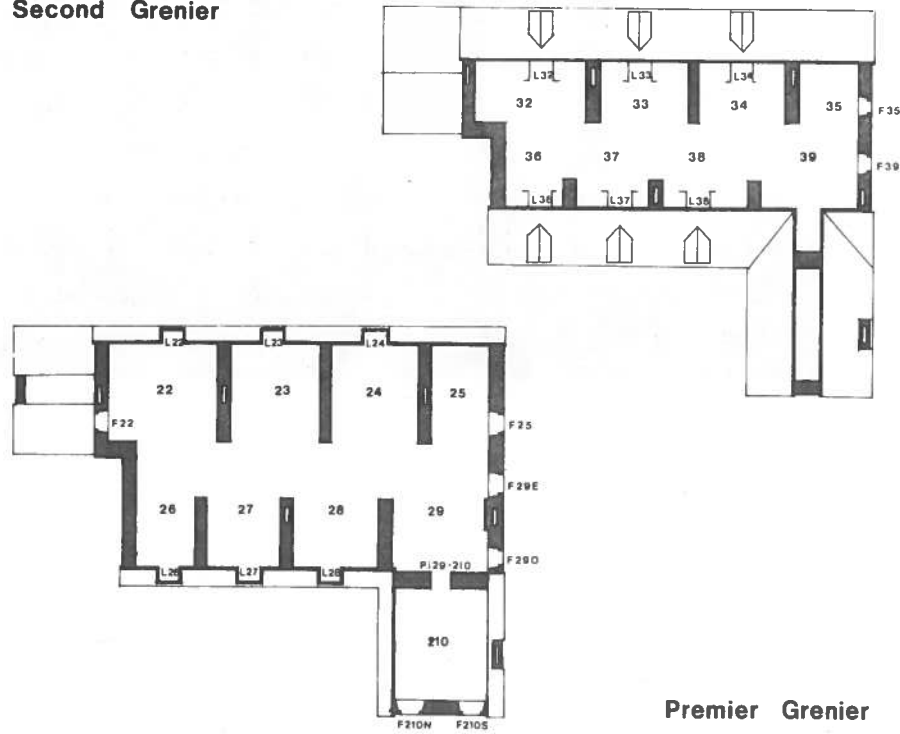 Second Grenier
L32 L33 L34
32 33 34 35 F35
36 37 38 39 F39
L36 L37 L38
L22 L23 L24
22 23 24 25
F22 F25
F29E
26 27 28 29
F29O
P129-210
L26 L27 L28
210
F210N F210S
Premier Grenier